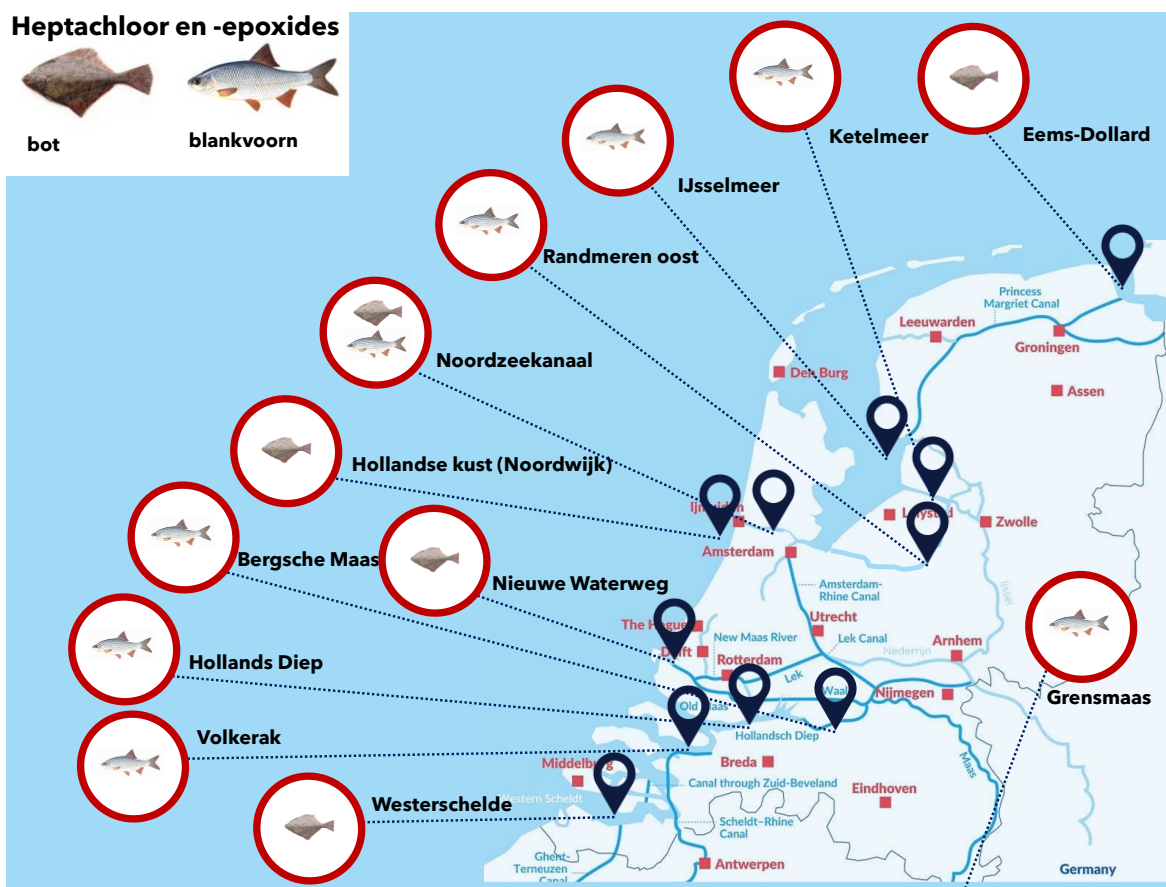 Heptachloor en -epoxides
bot
blankvoorn
Ketelmeer
Eems-Dollard
IJsselmeer
Randmeren oost
Noordzeekanaal
Hollandse kust (Noordwijk)
Bergsche Maas
Nieuwe Waterweg
Hollands Diep
Volkerak
Westerschelde
Grensmaas
Princess
Margriet Canal
Leeuwarden
Groningen
Den Burg
Assen
Zwolle
Amsterdam
IJssel
Amsterdam-
Rhine Canal
Utrecht
The Hague
New Maas River
Lek Canal
Arnhem
Nederrijn
Delft
Rotterdam
Lek
Waal
Nijmegen
Old Maas
Hollandsch Diep
Maas
Middelburg
Breda
Canal through Zuid-Beveland
Eindhoven
Western Scheldt
Scheldt–Rhine
Canal
Ghent-
Terneuzen
Canal
Antwerpen
Germany